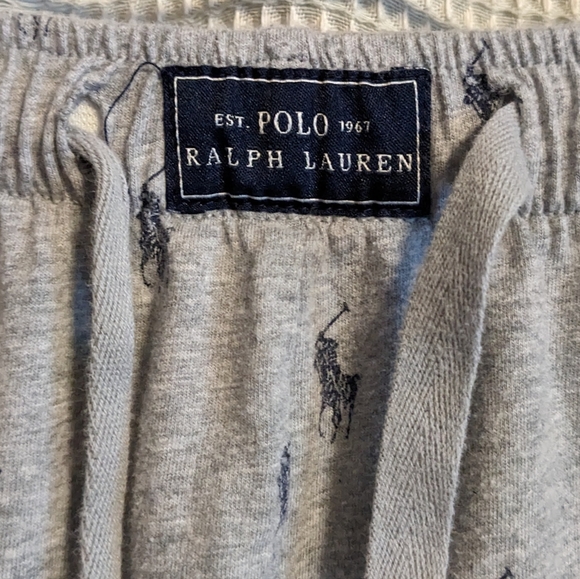 EST. POLO 1967
RALPH LAUREN